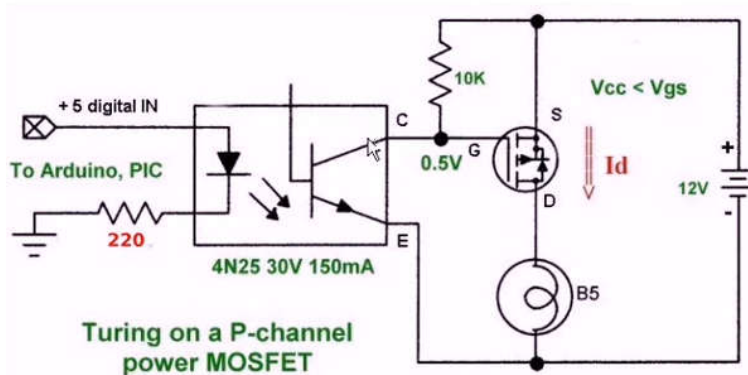 + 5 digital IN
To Arduino, PIC
220
C
E
4N25 30V 150mA
10K
0.5V
G
S
D
Vcc < Vgs
Id
+
12V
-
B5
Turing on a P-channel
power MOSFET